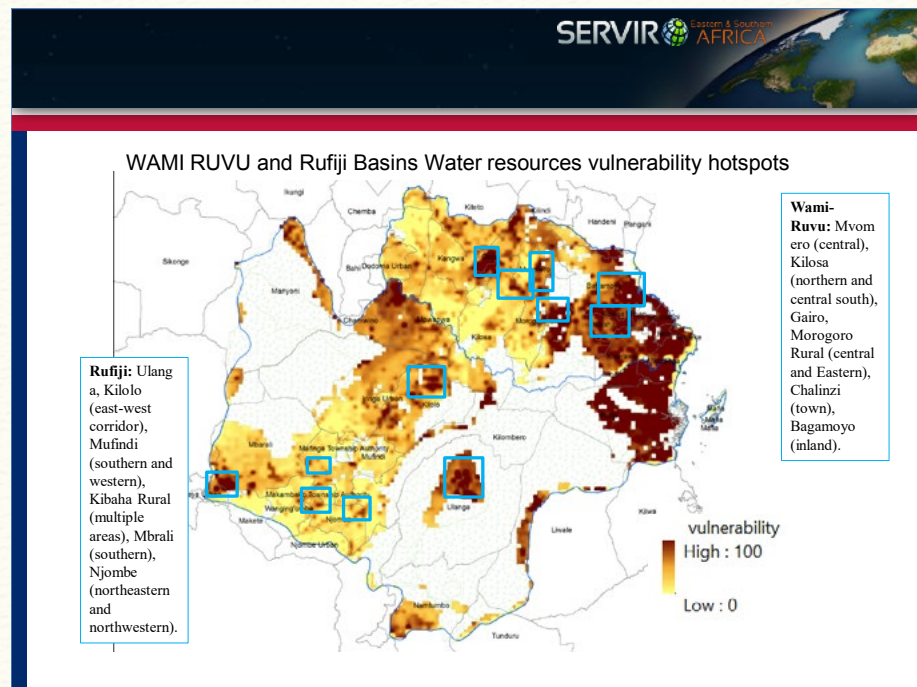 SERVIR Eastern & Southern
AFRICA
WAMI RUVU and Rufiji Basins Water resources vulnerability hotspots
Ikungi
Chemba
Kiteto
Kilindi
Handeni
Pangani
Sikonge
Bahi
Dodoma Urban
Kongwa
Manyoni
Chamwino
Mpwapwa
Kilosa
Wami-
Ruvu: Mvom
ero (central),
Kilosa
(northern and
central south),
Gairo,
Morogoro
Rural (central
and Eastern),
Chalinzi
(town),
Bagamoyo
(inland).
Rufiji: Ulang
a, Kilolo
(east-west
corridor),
Mufindi
(southern and
western),
Kibaha Rural
(multiple
areas), Mbrali
(southern),
Njombe
(northeastern
and
northwestern).
Iringa Urban
Kilolo
Mafia
Mafia
Mbarali
Mafinga Township Authority
Mufindi
Kilombero
Makambako Township Authority
Ulanga
Makete
Njombe
Njombe Urban
Liwale
Kilwa
Namtumbo
Tunduru
vulnerability
High : 100
Low : 0